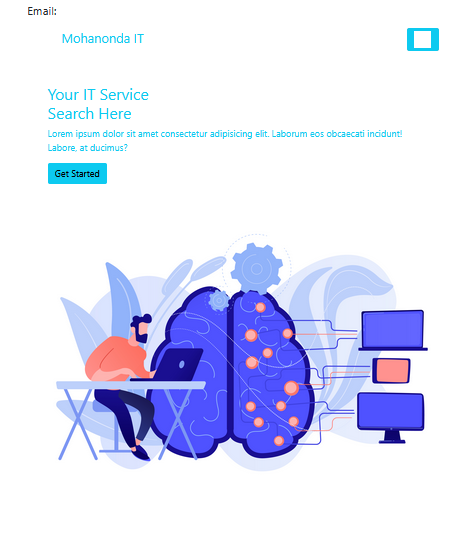 Email:
Mohanonda IT
Your IT Service
Search Here
Lorem ipsum dolor sit amet consectetur adipisicing elit. Laborum eos obcaecati incidunt!
Labore, at ducimus?
Get Started